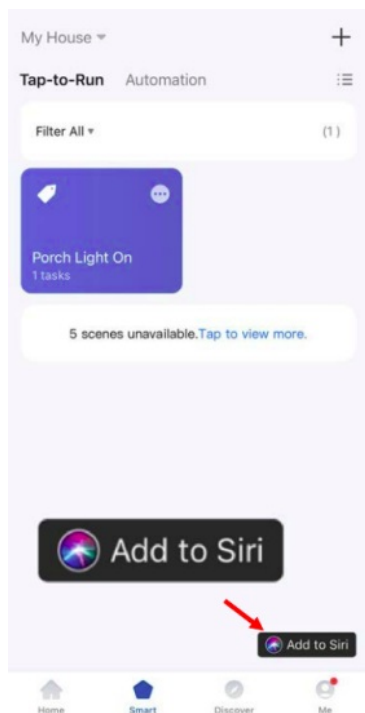 My House
Tap-to-Run Automation
Filter All (1)
Porch Light On
1 tasks
5 scenes unavailable.Tap to view more.
Add to Siri
Add to Siri
Home Smart Discover Me